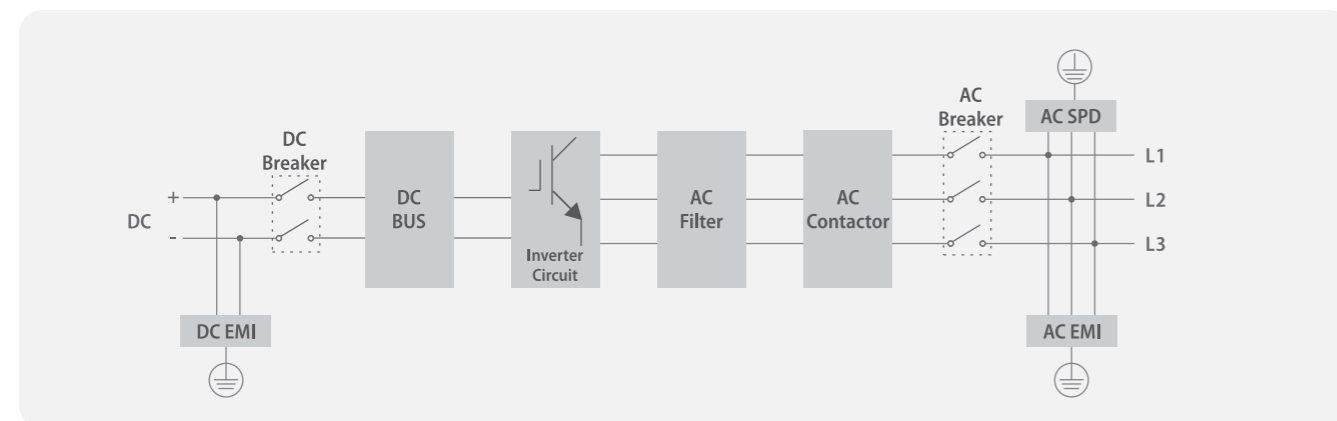 DC
Breaker
+
DC
-
DC EMI
DC
BUS
Inverter
Circuit
AC
Filter
AC
Contactor
AC
Breaker
AC SPD
L1
L2
L3
AC EMI